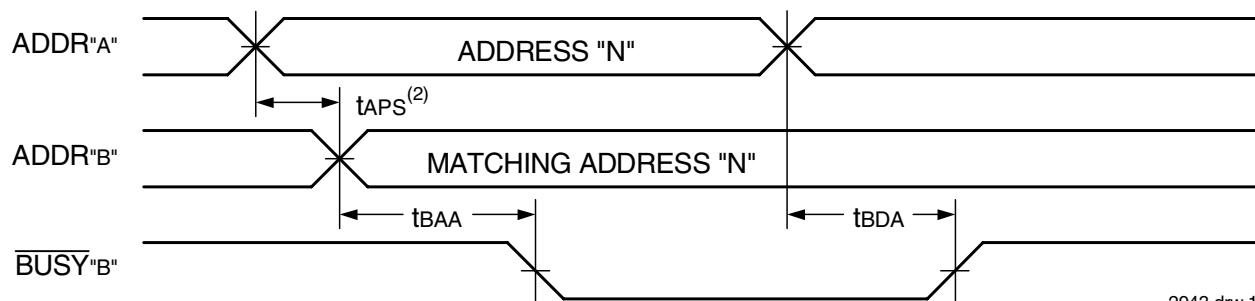 ADDR"A"
ADDRESS "N"
tAPS(2)
ADDR"B"
MATCHING ADDRESS "N"
tBAA
tBDA
BUSY"B"